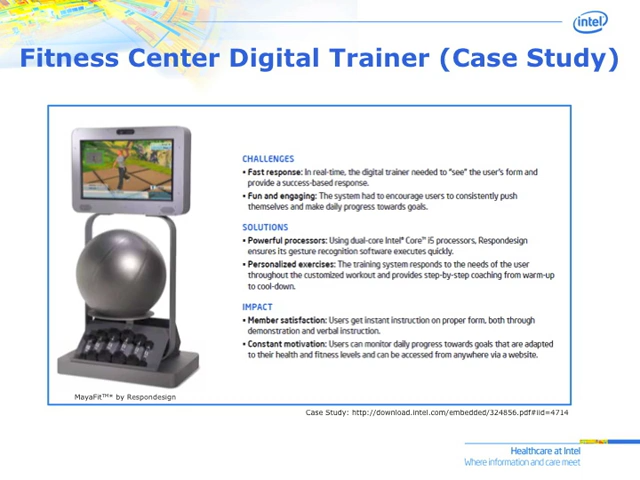 intel
Fitness Center Digital Trainer (Case Study)
CHALLENGES
• Fast response: In real-time, the digital trainer needed to "see" the user's form and
provide a success-based response.
• Fun and engaging: The system had to encourage users to consistently push
themselves and make daily progress towards goals.
SOLUTIONS
• Powerful processors: Using dual-core Intel® Core™ i5 processors, Respondesign
ensures its gesture recognition software executes quickly.
• Personalized exercises: The training system responds to the needs of the user
throughout the customized workout and provides step-by-step coaching from warm-up
to cool-down.
IMPACT
• Member satisfaction: Users get instant instruction on proper form, both through
demonstration and verbal instruction.
• Constant motivation: Users can monitor daily progress towards goals that are adapted
to their health and fitness levels and can be accessed from anywhere via a website.
MayaFit™* by Respondesign
Case Study: http://download.intel.com/embedded/324856.pdf#iid=4714
Healthcare at Intel
Where information and care meet